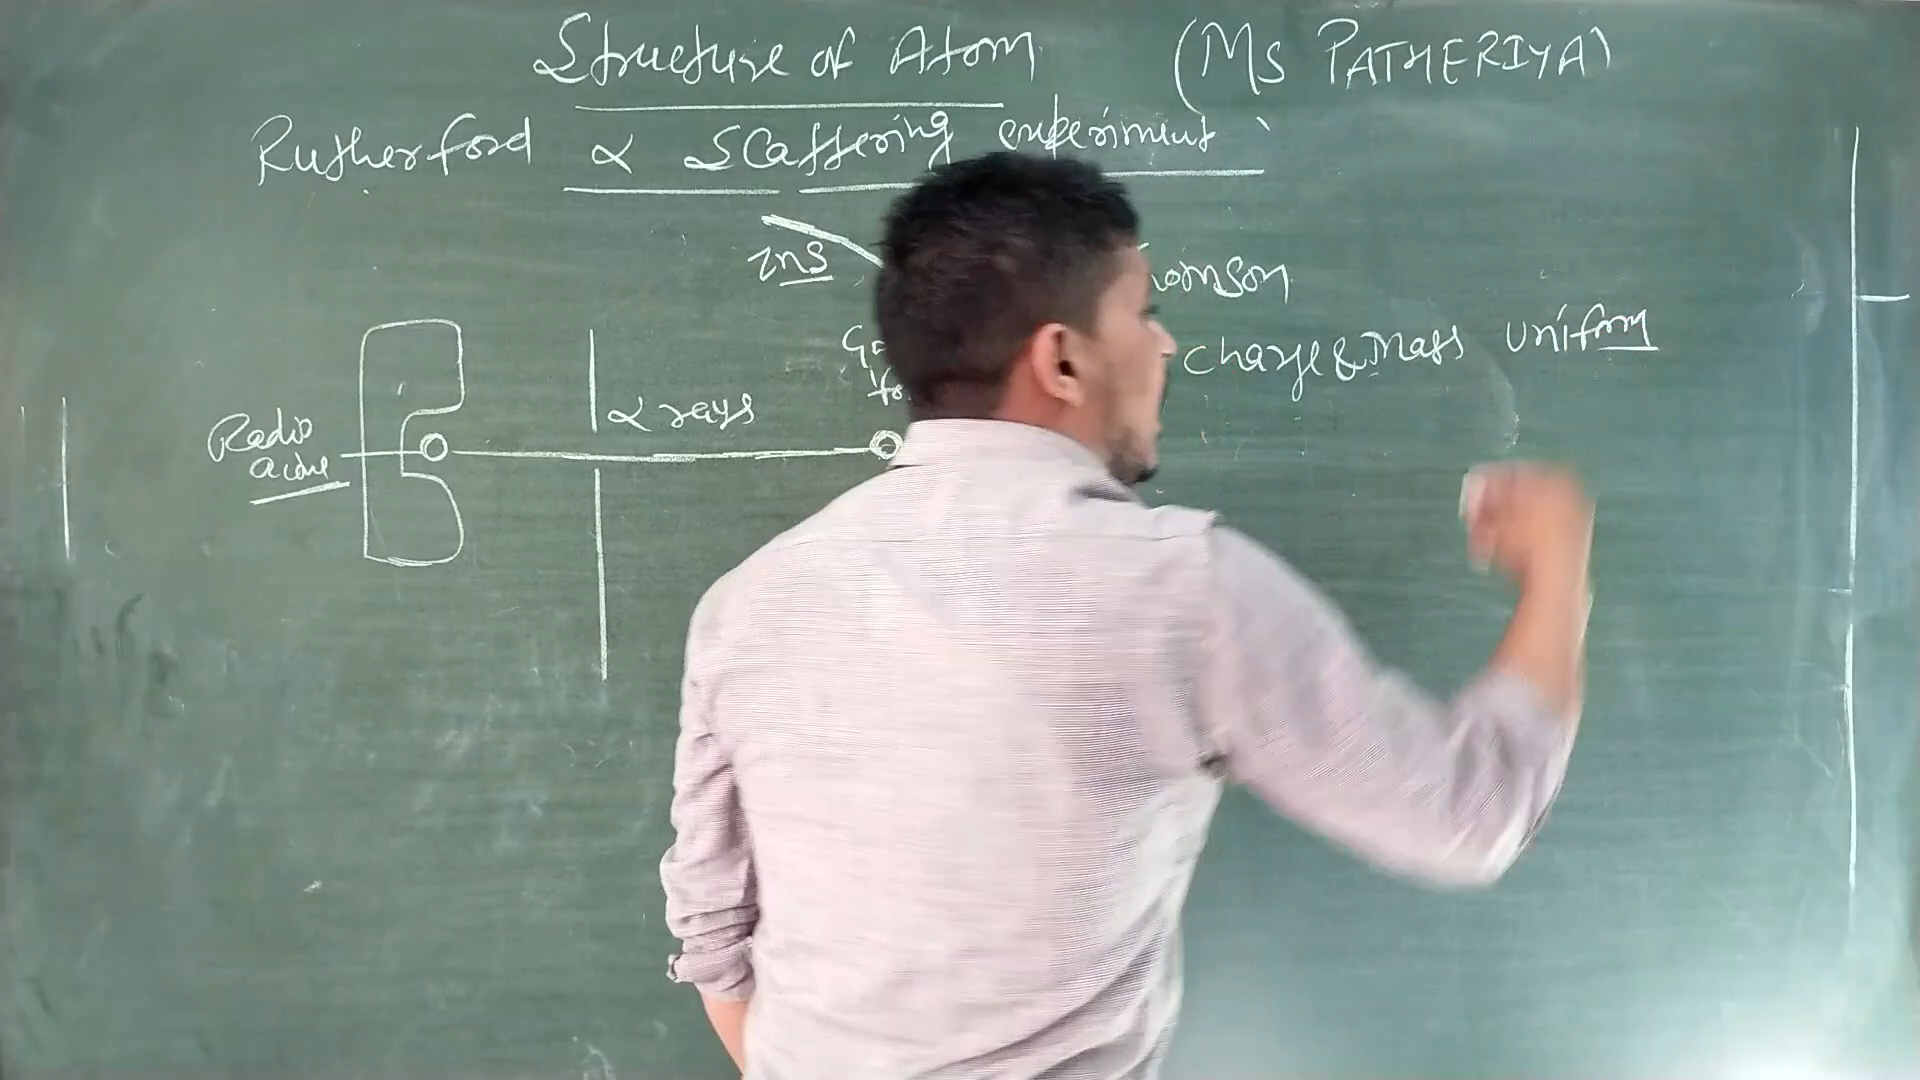 Structure of Atom (MS PATHERIYA)
Rutherford α Scattering experiment
ZnS
homson
Charge & Mass Uniform
α rays
Radio
active